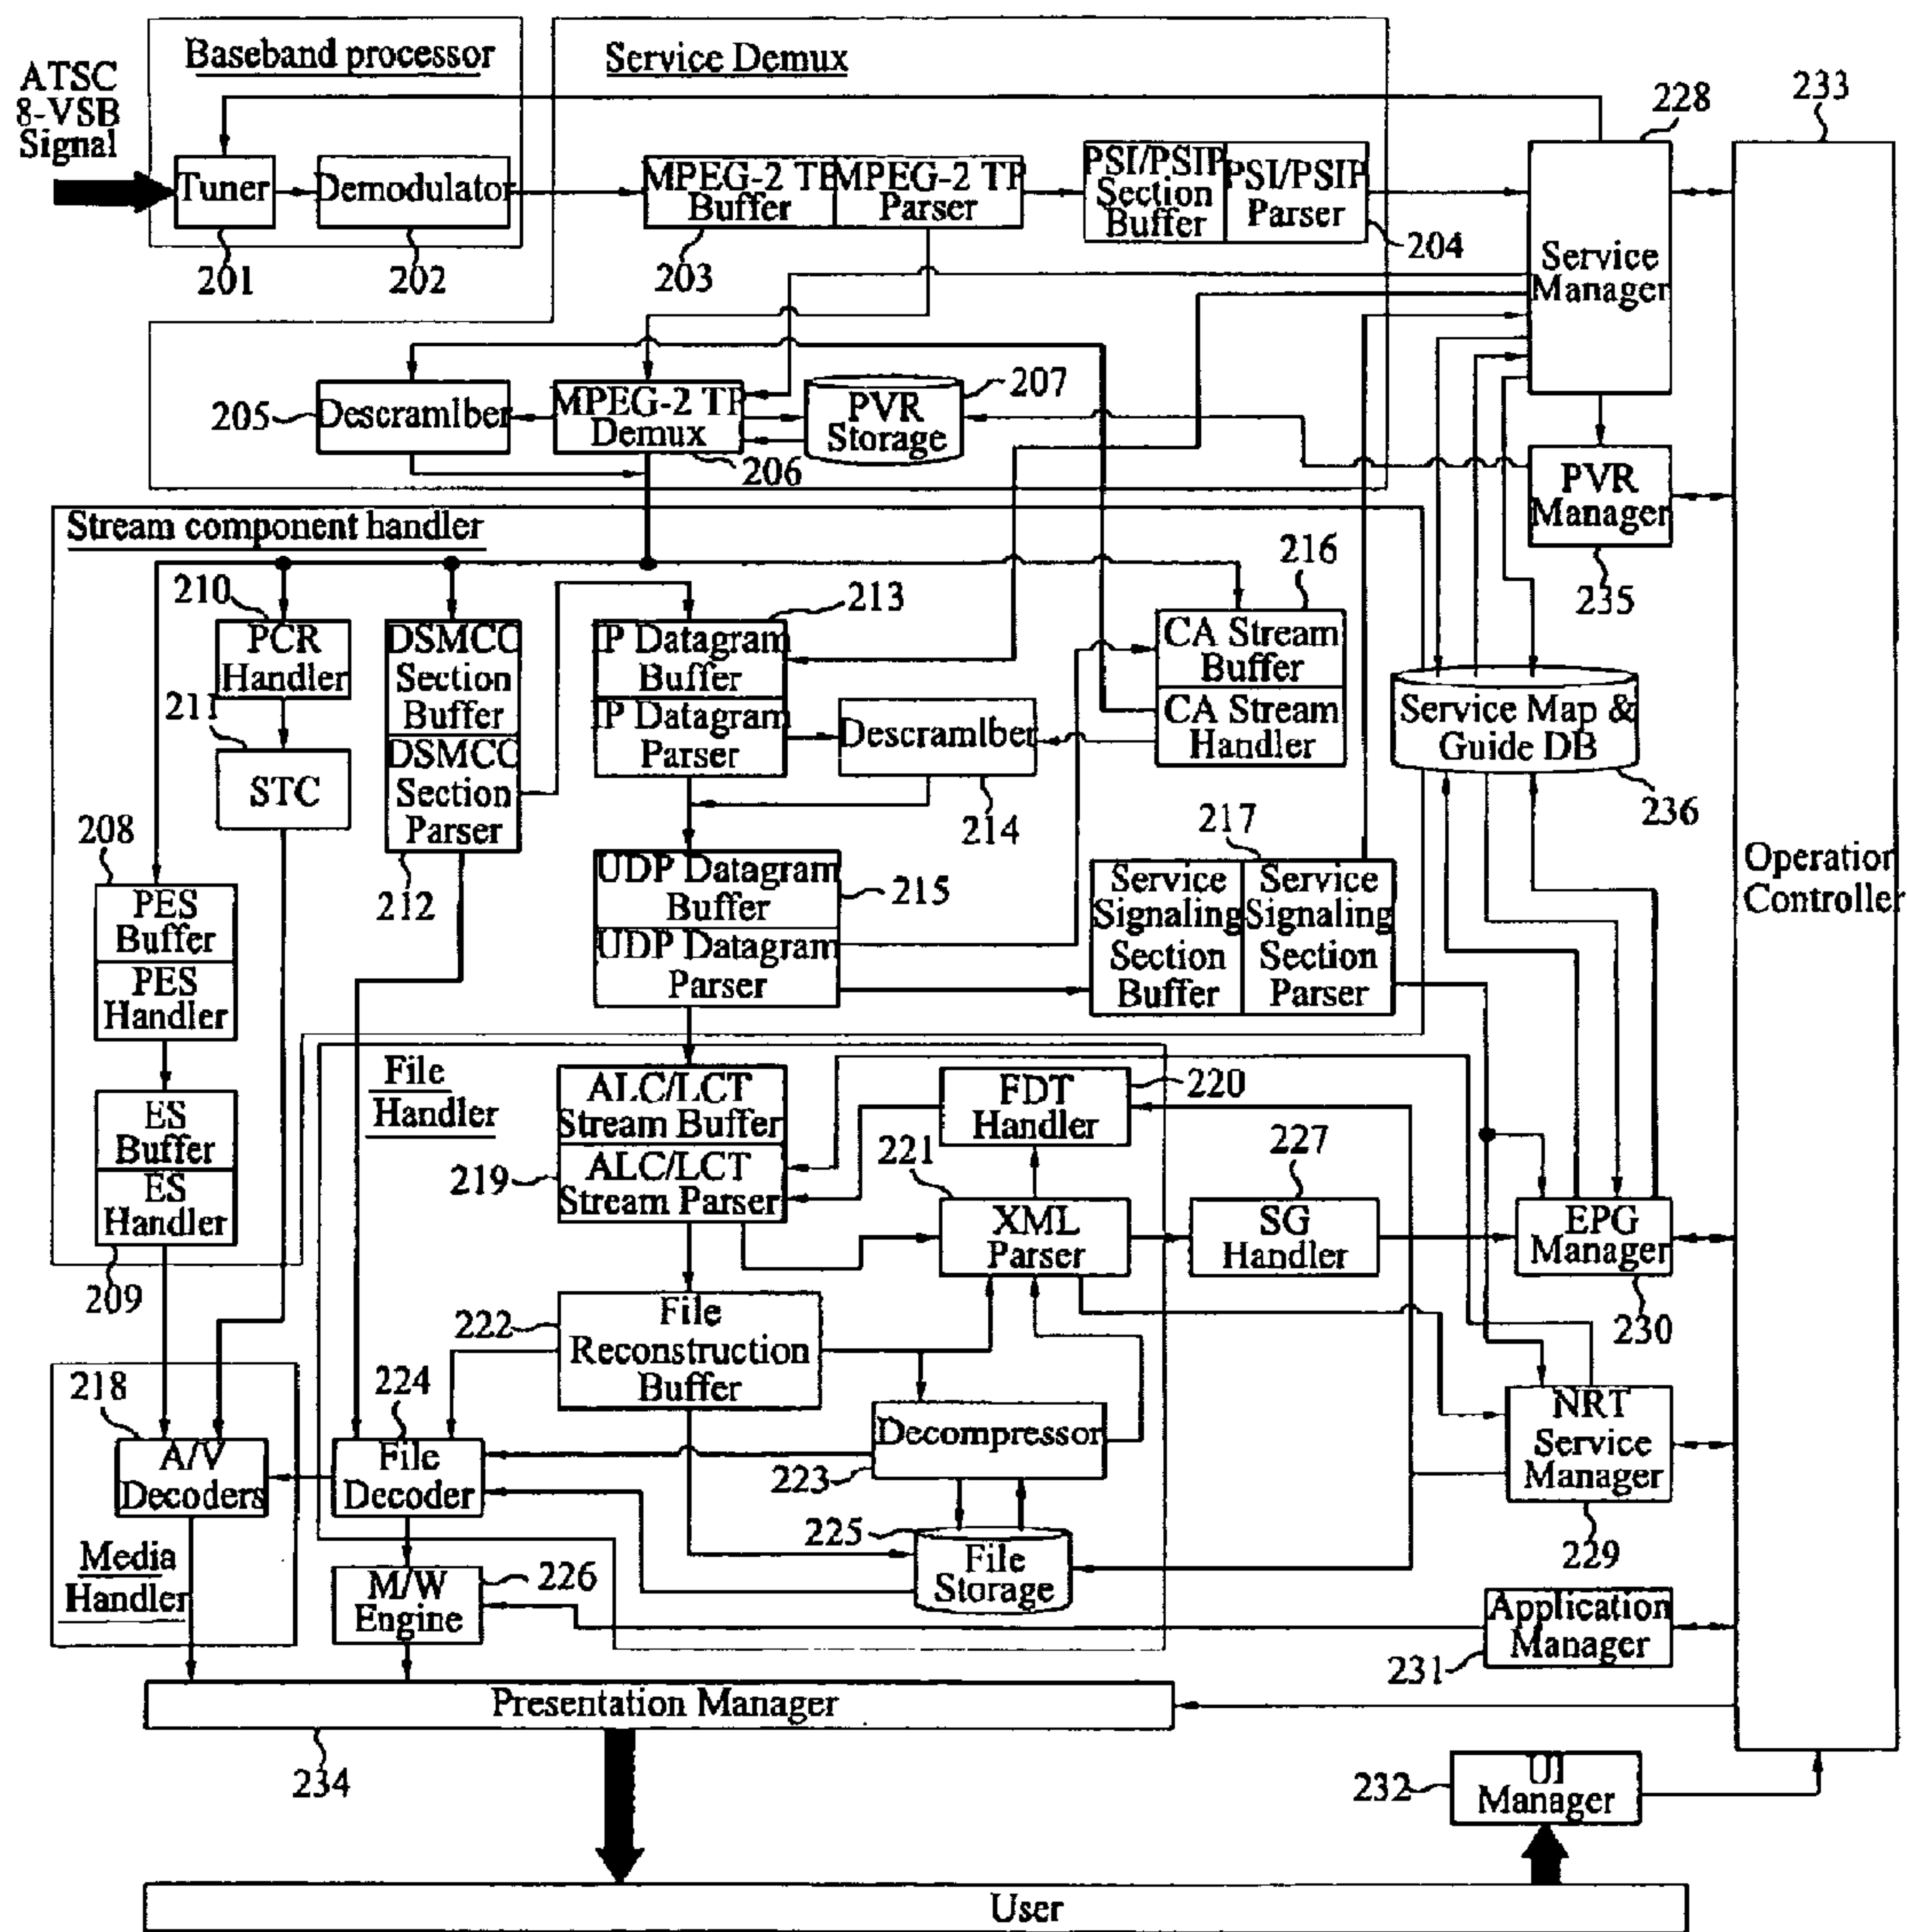 Baseband processor
Service Demux
ATSC
8-VSB
Signal
228
233
Tuner
Demodulator
MPEG-2 TP
Buffer
MPEG-2 TP
Parser
PSI/PSIP
Section
Buffer
PSI/PSIP
Parser
204
201
202
203
Service
Manager
205
Descramlber
MPEG-2 TP
Demux
206
PVR
Storage
207
PVR
Manager
235
Stream component handler
210
PCR
Handler
211
STC
DSMCC
Section
Buffer
DSMCC
Section
Parser
212
213
IP Datagram
Buffer
IP Datagram
Parser
Descramlber
214
216
CA Stream
Buffer
CA Stream
Handler
Service Map &
Guide DB
236
Operation
Controller
208
PES
Buffer
PES
Handler
UDP Datagram
Buffer
UDP Datagram
Parser
215
217
Service
Signaling
Section
Buffer
Service
Signaling
Section
Parser
ES
Buffer
ES
Handler
209
File
Handler
ALC/LCT
Stream Buffer
ALC/LCT
Stream Parser
219
FDT
Handler
220
221
XML
Parser
227
SG
Handler
EPG
Manager
230
222
File
Reconstruction
Buffer
218
A/V
Decoders
224
File
Decoder
Decompressor
223
NRT
Service
Manager
229
225
File
Storage
Media
Handler
M/W
Engine
226
Application
Manager
231
Presentation Manager
234
232
UI
Manager
User